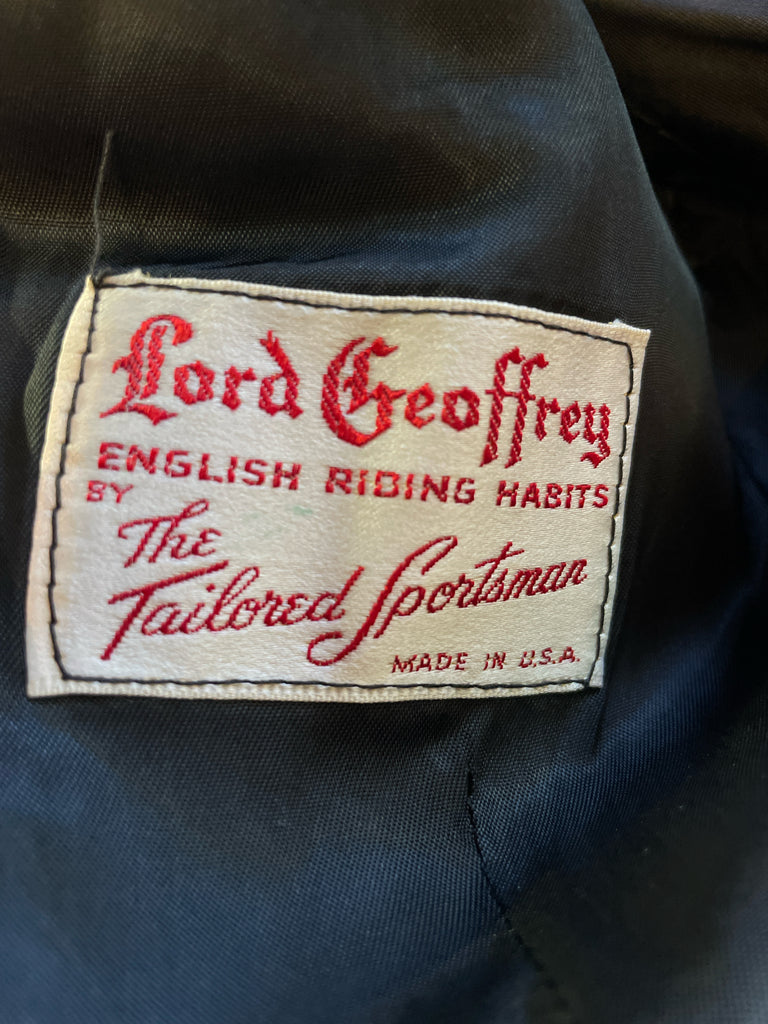 Lord Geoffrey
ENGLISH RIDING HABITS
BY
The
Tailored Sportsman
MADE IN U.S.A.